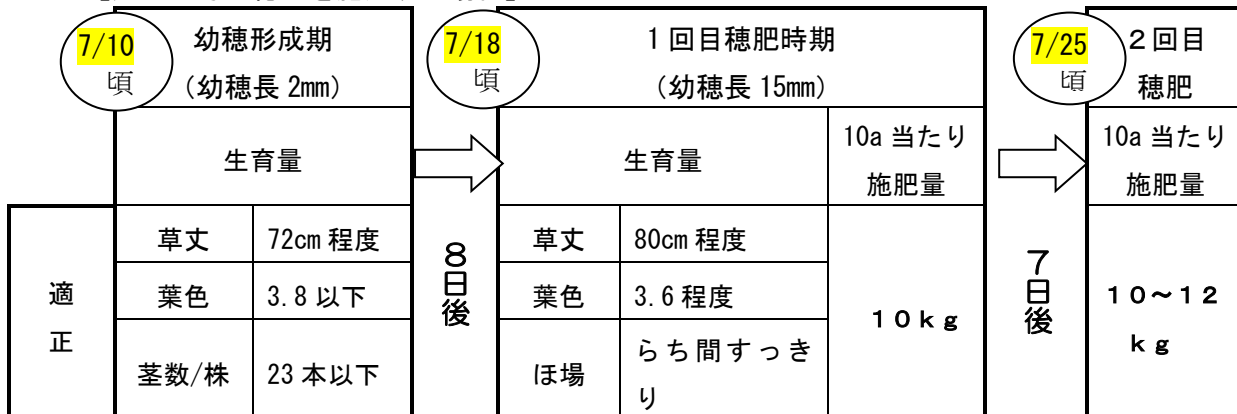 7/10
頃
幼穂形成期
(幼穂長 2mm)
7/18
頃
1回目穂肥時期
(幼穂長 15mm)
7/25
頃
2回目
穂肥
生育量
生育量
10a 当たり
施肥量
10a 当たり
施肥量
適
正
草丈
72cm 程度
葉色
3.8 以下
茎数/株
23 本以下
8日後
草丈
80cm 程度
葉色
3.6 程度
ほ場
らち間すっき
り
10kg
7日後
10~12
kg